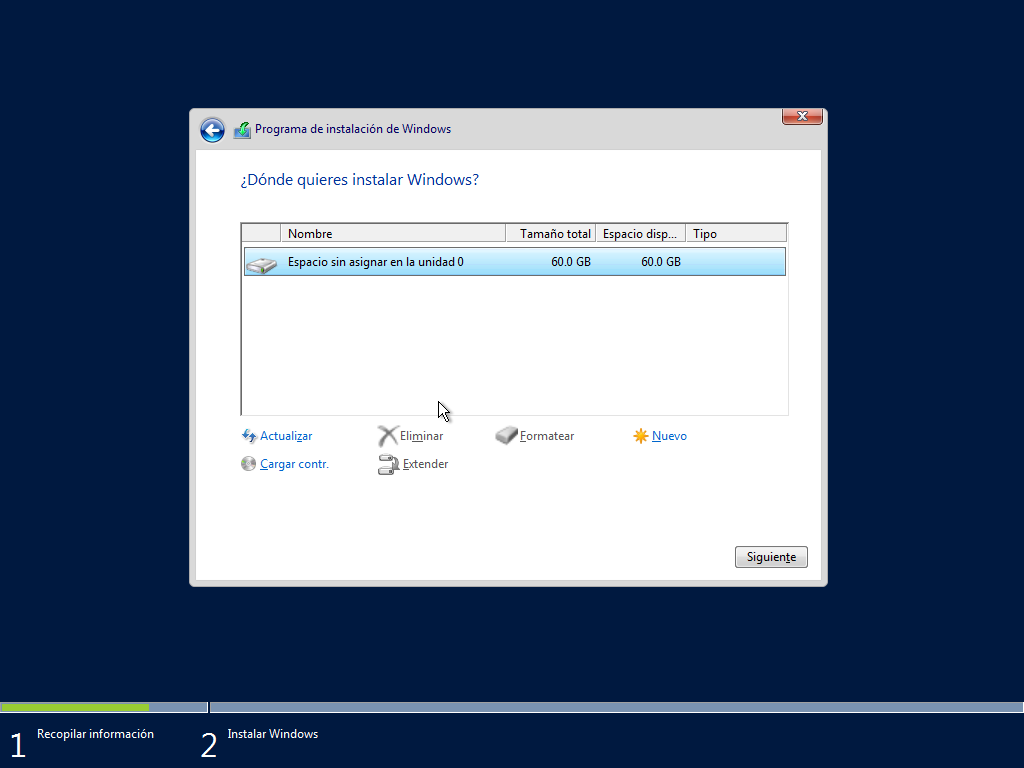 Programa de instalación de Windows
¿Dónde quieres instalar Windows?
Nombre Tamaño total Espacio disp... Tipo
Espacio sin asignar en la unidad 0 60.0 GB 60.0 GB
Actualizar Eliminar Formatear Nuevo
Cargar contr. Extender
Siguiente
1 Recopilar información 2 Instalar Windows